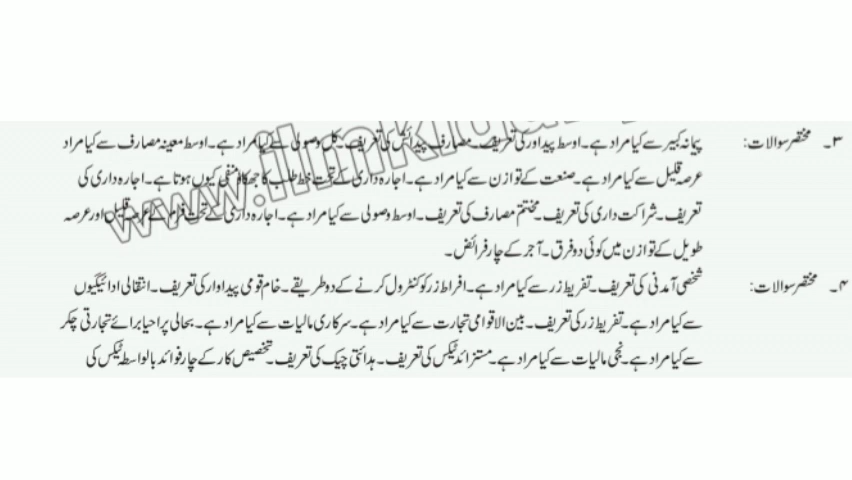 ۳۔ مختصر سوالات: پیمانہ کبیر سے کیا مراد ہے۔ اوسط پیداور کی تعریف۔ مصارف پیدائش کی تعریف۔ کل وصولی سے کیا مراد ہے۔ اوسط معینہ مصارف سے کیا مراد
عرصہ قلیل سے کیا مراد ہے۔ صنعت کے توازن سے کیا مراد ہے۔ اجارہ داری کے تحت خط طلب کا جھکاؤ منفی کیوں ہوتا ہے۔ اجارہ داری کی
تعریف۔ شراکت داری کی تعریف۔ مختتم مصارف کی تعریف۔ اوسط وصولی سے کیا مراد ہے۔ اجارہ داری کے تحت فرم کے عرصہ قلیل اور عرصہ
طویل کے توازن میں کوئی دو فرق۔ آجر کے چار فرائض۔
۴۔ مختصر سوالات: شخصی آمدنی کی تعریف۔ تفریط زر سے کیا مراد ہے۔ افراط زر کو کنٹرول کرنے کے دو طریقے۔ خام قومی پیداوار کی تعریف۔ انتقالی ادائیگیوں
سے کیا مراد ہے۔ تفریط زر کی تعریف۔ بین الاقوامی تجارت سے کیا مراد ہے۔ سرکاری مالیات سے کیا مراد ہے۔ بحالی پر احیا برائے تجارتی چکر
سے کیا مراد ہے۔ نجی مالیات سے کیا مراد ہے۔ مستزائد ٹیکس کی تعریف۔ ہدائتی چیک کی تعریف۔ تخصیص کار کے چار فوائد بالواسطہ ٹیکس کی